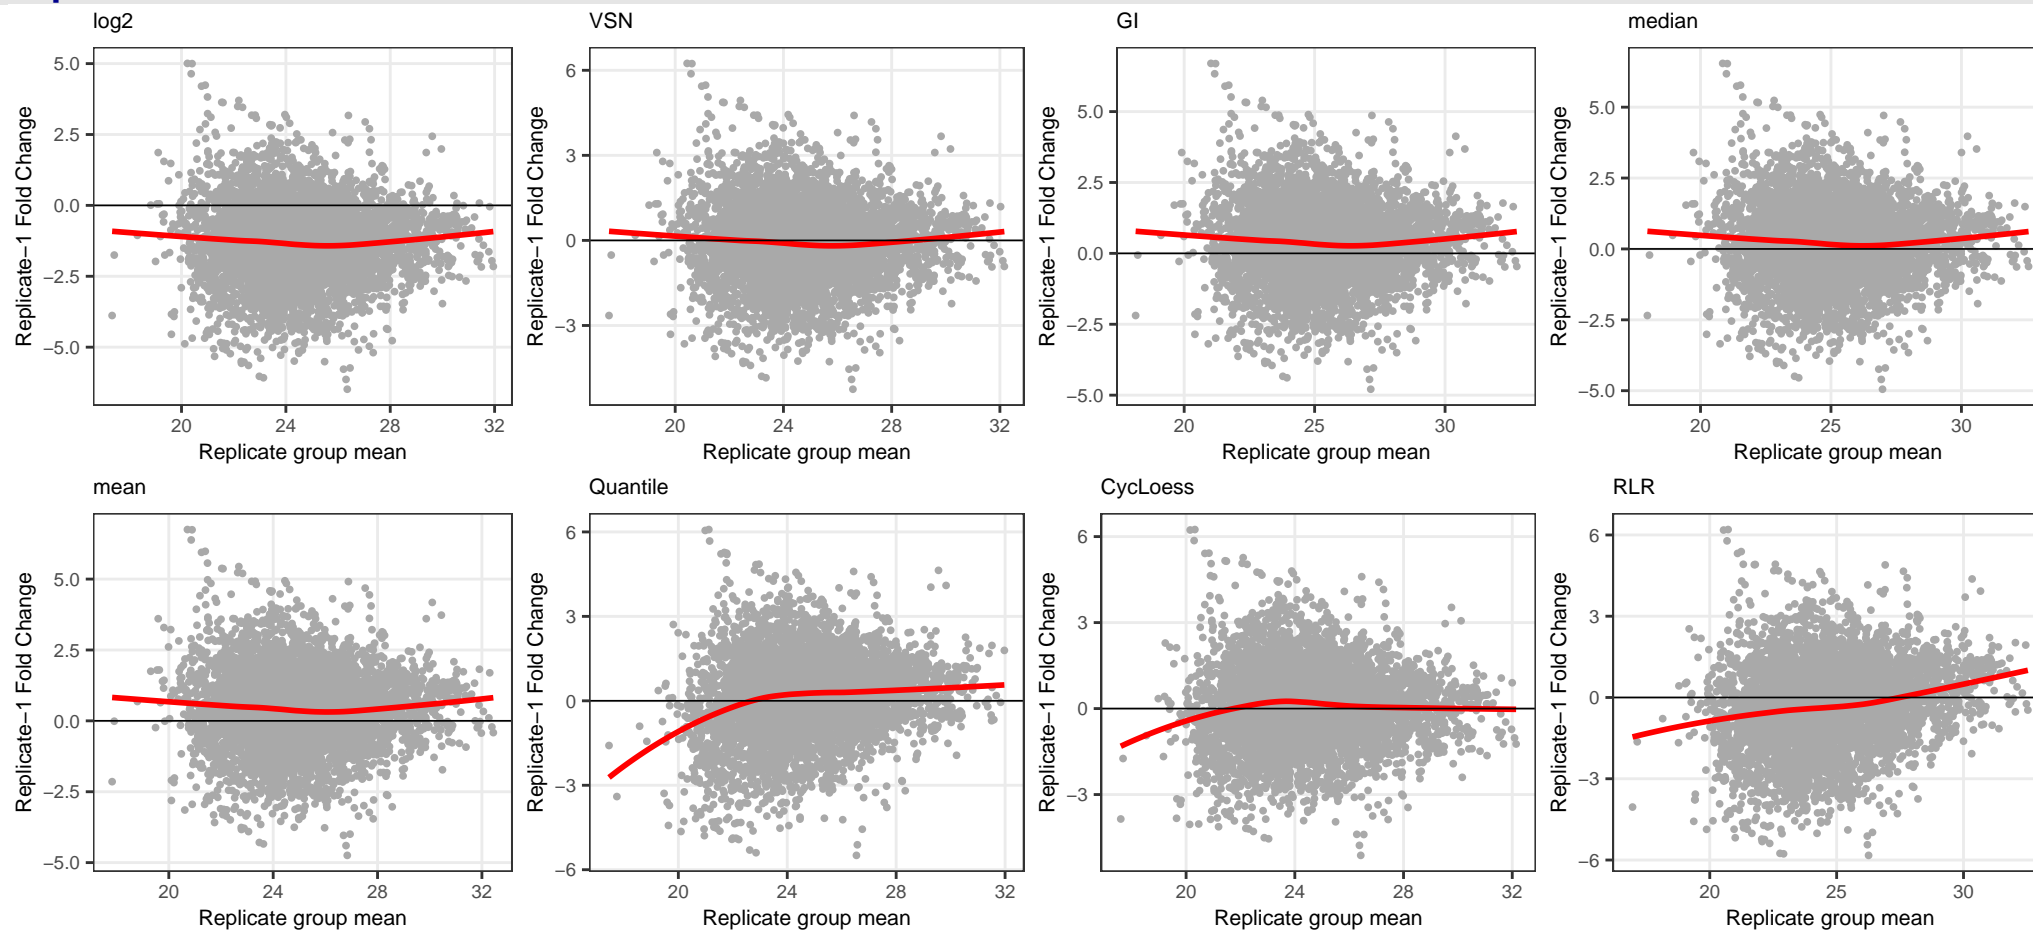 log2
VSN
GI
median
5.0
2.5
0.0
−2.5
−5.0
Replicate−1 Fold Change
20
24
28
32
Replicate group mean
6
3
0
−3
Replicate−1 Fold Change
20
24
28
32
Replicate group mean
5.0
2.5
0.0
−2.5
−5.0
Replicate−1 Fold Change
20
25
30
Replicate group mean
5.0
2.5
0.0
−2.5
−5.0
Replicate−1 Fold Change
20
25
30
Replicate group mean
mean
Quantile
CycLoess
RLR
5.0
2.5
0.0
−2.5
−5.0
Replicate−1 Fold Change
20
24
28
32
Replicate group mean
6
3
0
−3
−6
Replicate−1 Fold Change
20
24
28
32
Replicate group mean
6
3
0
−3
Replicate−1 Fold Change
20
24
28
32
Replicate group mean
6
3
0
−3
−6
Replicate−1 Fold Change
20
25
30
Replicate group mean